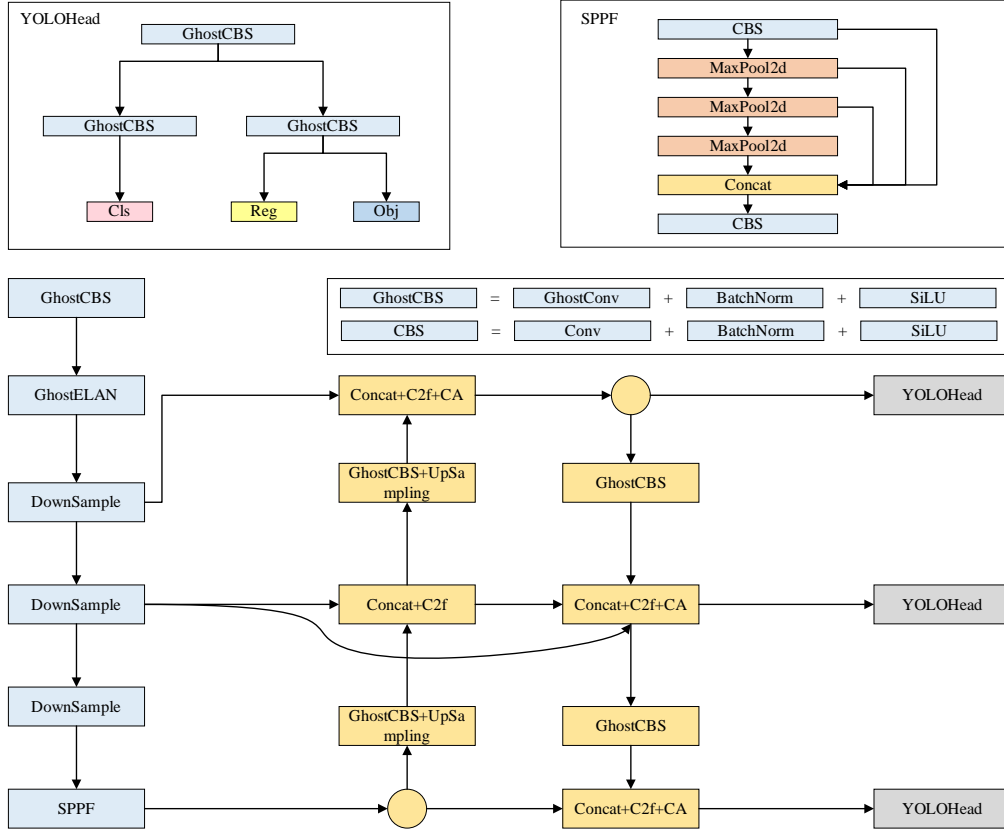 YOLOHead
GhostCBS
GhostCBS
GhostCBS
Cls
Reg
Obj
SPPF
CBS
MaxPool2d
MaxPool2d
MaxPool2d
Concat
CBS
GhostCBS = GhostConv + BatchNorm + SiLU
CBS = Conv + BatchNorm + SiLU
GhostCBS
GhostELAN
Concat+C2f+CA
YOLOHead
GhostCBS+UpSa
mpling
GhostCBS
DownSample
DownSample
Concat+C2f
Concat+C2f+CA
YOLOHead
DownSample
GhostCBS+UpSa
mpling
GhostCBS
SPPF
Concat+C2f+CA
YOLOHead